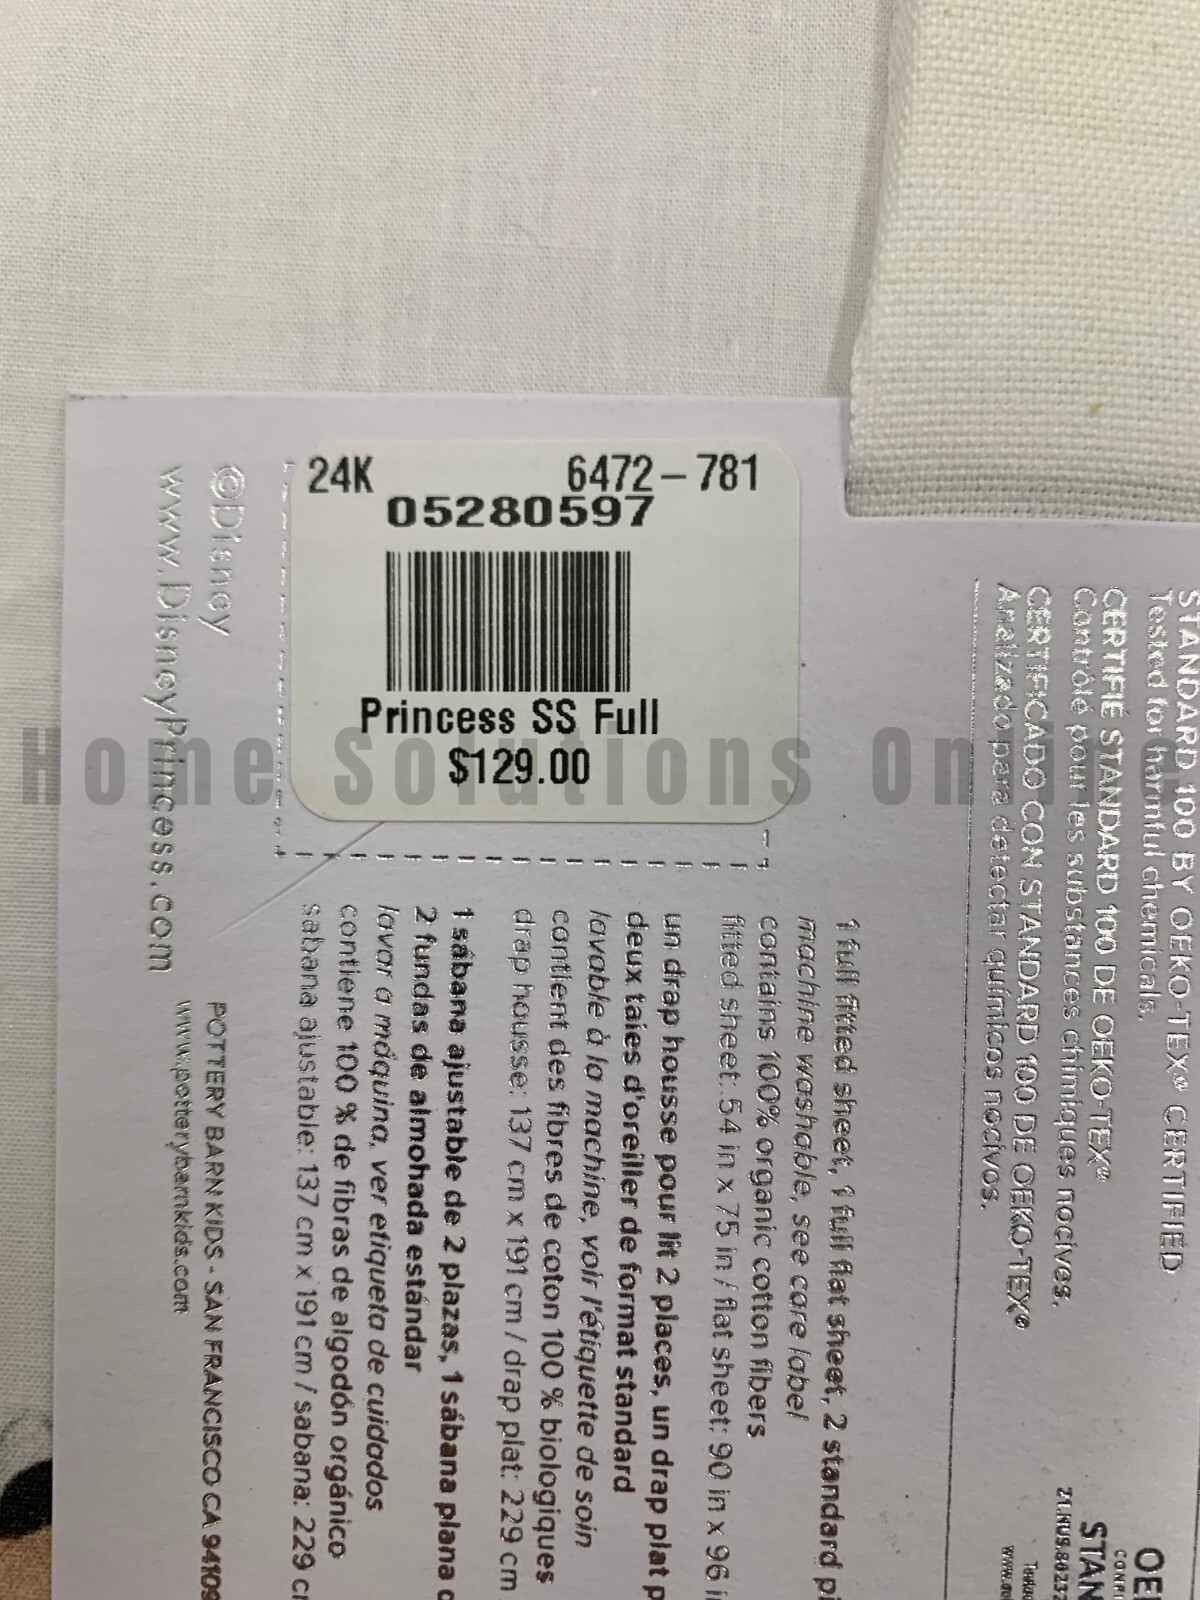 24K 6472-781
05280597
Princess SS Full
$129.00
Home Solutions Online
STANDARD 100 BY OEKO-TEX® CERTIFIED
Tested for harmful chemicals.
CERTIFIÉ STANDARD 100 DE OEKO-TEX®
Contrôlé pour les substances chimiques nocives.
CERTIFICADO CON STANDARD 100 DE OEKO-TEX®
Analizado para detectar químicos nocivos.
1 full fitted sheet, 1 full flat sheet, 2 standard
machine washable, see care label
contains 100% organic cotton fibers
fitted sheet: 54 in x 75 in / flat sheet: 90 in x 96
un drap housse pour lit 2 places, un drap plat
deux taies d'oreiller de format standard
lavable à la machine, voir l'étiquette de soin
contient des fibres de coton 100 % biologiques
drap housse: 137 cm x 191 cm / drap plat: 229 cm
1 sábana ajustable de 2 plazas, 1 sábana plana
2 fundas de almohada estándar
lavar a máquina, ver etiqueta de cuidados
contiene 100 % de fibras de algodón orgánico
sabana ajustable: 137 cm x 191 cm / sabana: 229
©Disney
www.DisneyPrincess.com
POTTERY BARN KIDS - SAN FRANCISCO CA 94109
www.potterybarnkids.com